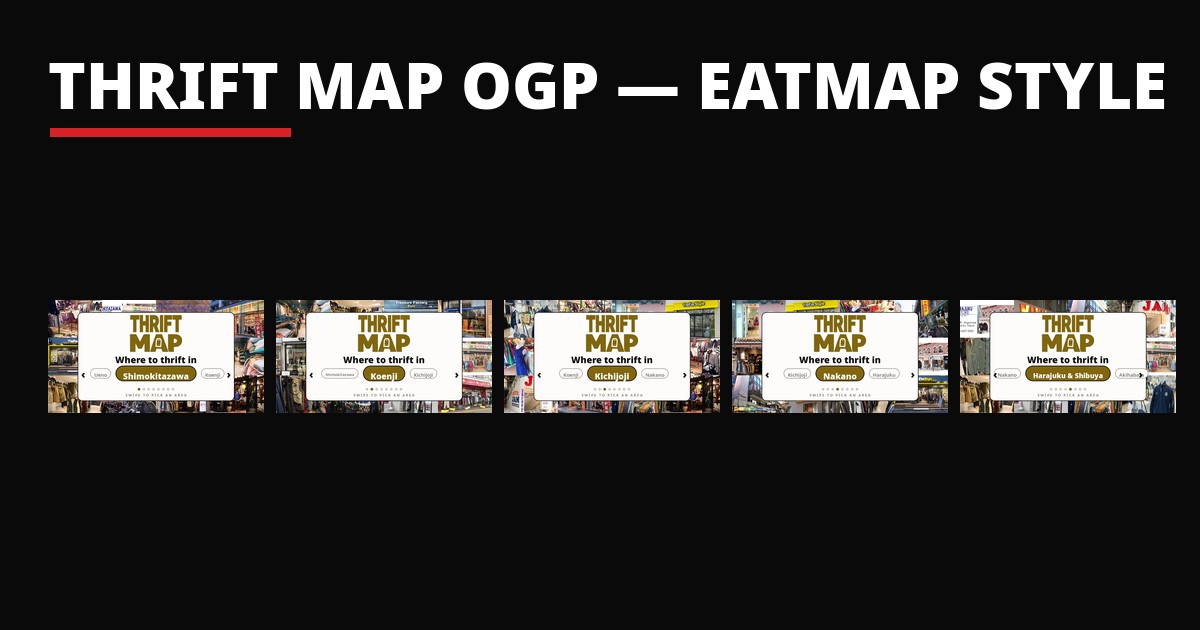 THRIFT MAP OGP — EATMAP STYLE
THRIFT
MAP
Where to thrift in
‹ Ueno Shimokitazawa Koenji ›
SWIPE TO PICK AN AREA
THRIFT
MAP
Where to thrift in
‹ Shimokitazawa Koenji Kichijoji ›
SWIPE TO PICK AN AREA
THRIFT
MAP
Where to thrift in
‹ Koenji Kichijoji Nakano ›
SWIPE TO PICK AN AREA
THRIFT
MAP
Where to thrift in
‹ Kichijoji Nakano Harajuku ›
SWIPE TO PICK AN AREA
THRIFT
MAP
Where to thrift in
‹ Nakano Harajuku & Shibuya Akihaba ›
SWIPE TO PICK AN AREA